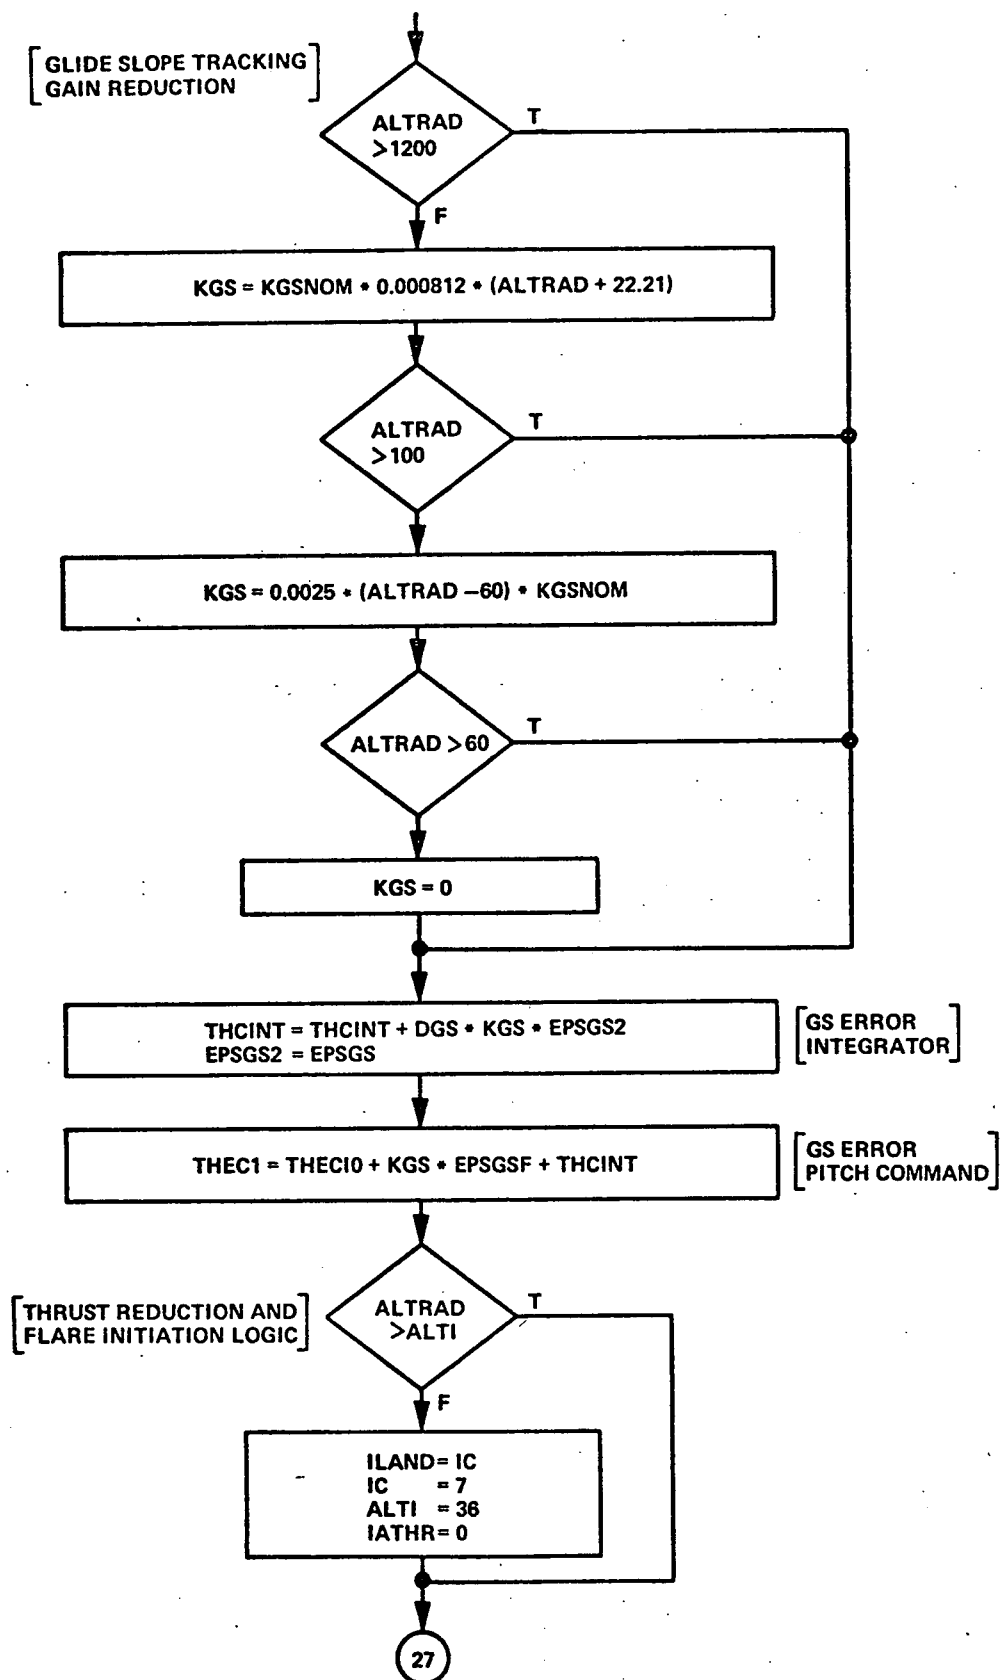 GLIDE SLOPE TRACKING
GAIN REDUCTION
ALTRAD
>1200
T
F
KGS = KGSNOM * 0.000812 * (ALTRAD + 22.21)
ALTRAD
>100
T
KGS = 0.0025 * (ALTRAD −60) * KGSNOM
ALTRAD >60
T
KGS = 0
THCINT = THCINT + DGS * KGS * EPSGS2
EPSGS2 = EPSGS
GS ERROR
INTEGRATOR
THEC1 = THECI0 + KGS * EPSGSF + THCINT
GS ERROR
PITCH COMMAND
THRUST REDUCTION AND
FLARE INITIATION LOGIC
ALTRAD
>ALTI
T
F
ILAND= IC
IC = 7
ALTI = 36
IATHR= 0
27